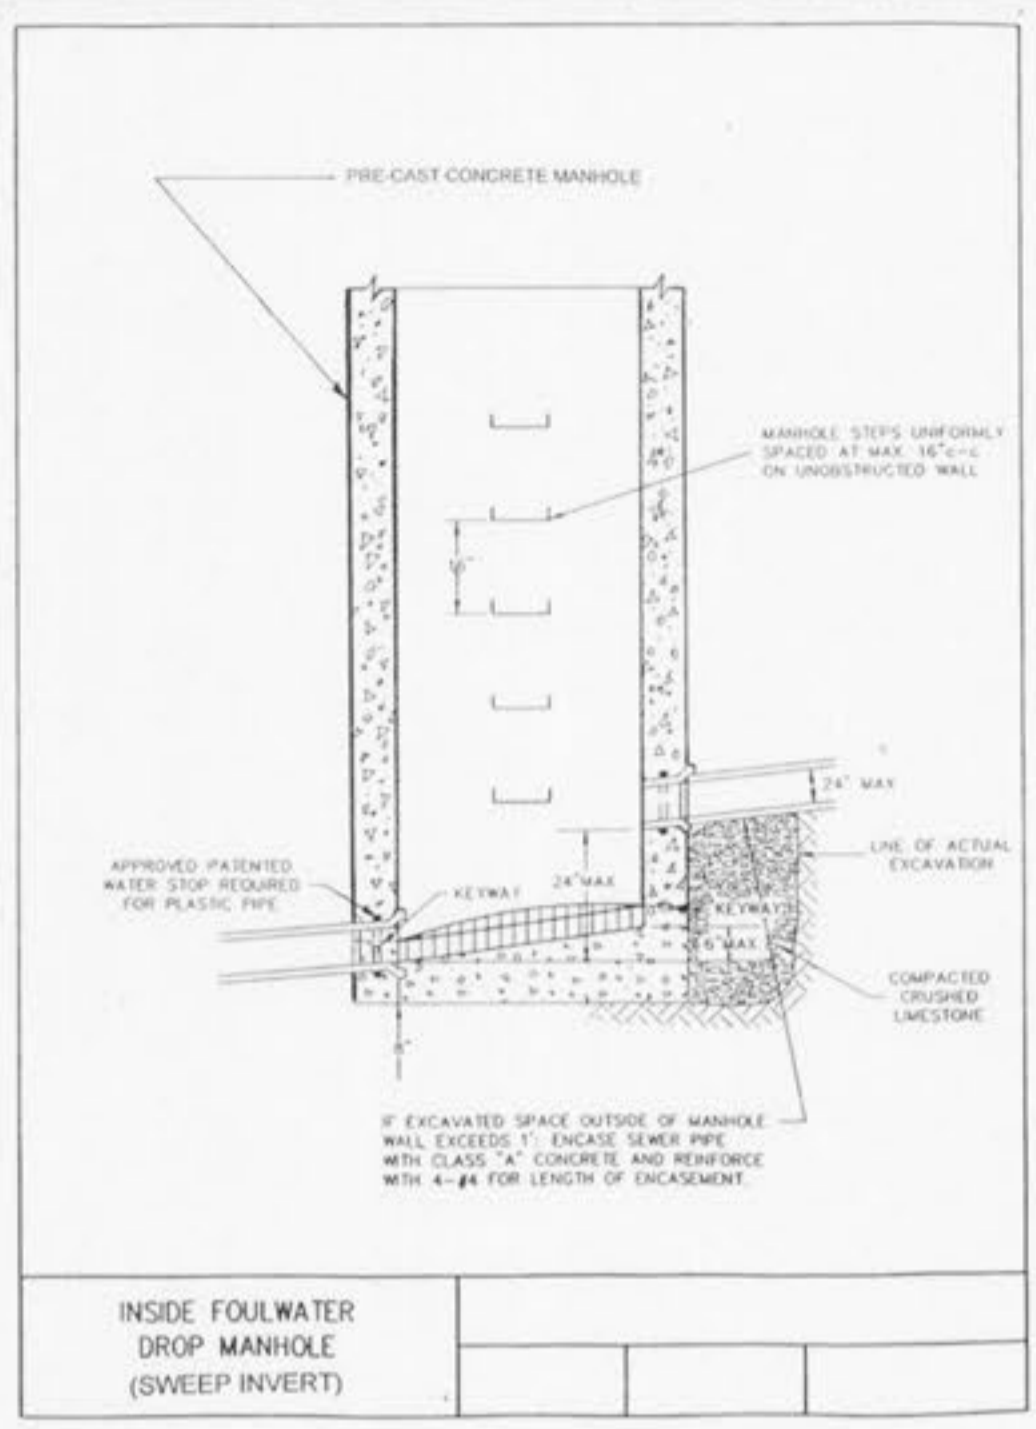 PRE-CAST CONCRETE MANHOLE
MANHOLE STEPS UNIFORMLY
SPACED AT MAX. 16"c-c
ON UNOBSTRUCTED WALL
24" MAX
LINE OF ACTUAL
EXCAVATION
APPROVED PATENTED
WATER STOP REQUIRED
FOR PLASTIC PIPE
KEYWAY
24"MAX
KEYWAY
6"MAX
COMPACTED
CRUSHED
LIMESTONE
8"
IF EXCAVATED SPACE OUTSIDE OF MANHOLE
WALL EXCEEDS 1': ENCASE SEWER PIPE
WITH CLASS "A" CONCRETE AND REINFORCE
WITH 4-#4 FOR LENGTH OF ENCASEMENT.
INSIDE FOULWATER
DROP MANHOLE
(SWEEP INVERT)